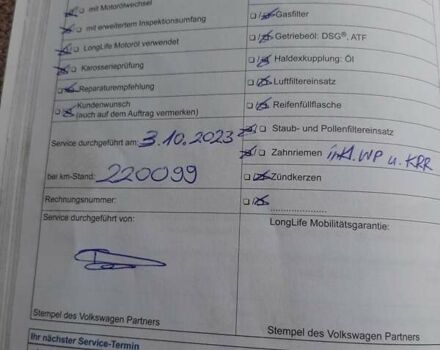 mit Motorölwechsel
mit erweitertem Inspektionsumfang
LongLife Motoröl verwendet
Karosserieprüfung
Reparaturempfehlung
Kundenwunsch
(auch auf dem Auftrag vermerken)
Service durchgeführt am: 3.10.2023
bei km-Stand: 220099
Rechnungsnummer:
Service durchgeführt von:
Stempel des Volkswagen Partners
Ihr nächster Service-Termin
Gasfilter
Getriebeöl: DSG®, ATF
Haldexkupplung: Öl
Luftfiltereinsatz
Reifenfüllflasche
Staub- und Pollenfiltereinsatz
Zahnriemen inkl. WP u. KRR
Zündkerzen
LongLife Mobilitätsgarantie:
Stempel des Volkswagen Partners